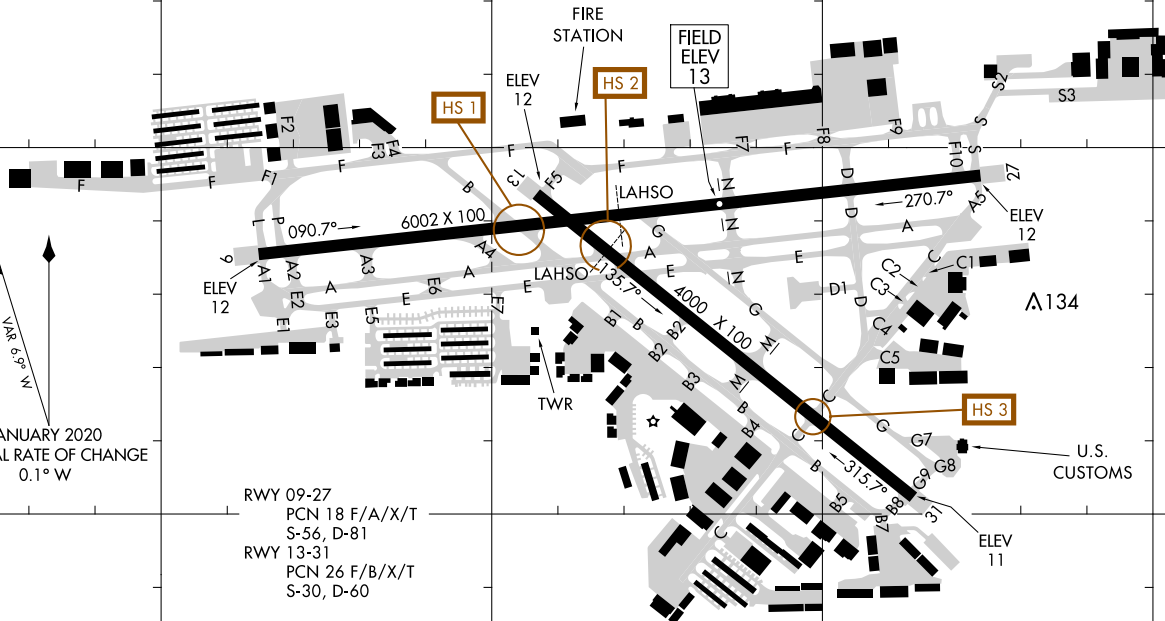 FIRE
STATION
FIELD
ELEV
13
ELEV
12
HS 1
HS 2
S2
S3
S
F2
F3
F4
F
F
F7
F
F8
F9
F10
S
F
F
F1
B
13
F5
LAHSO
N
D
27
270.7°
A5
ELEV
12
L
P
090.7°
6002 X 100
G
N
D
A
9
A1
A2
A3
A4
A
LAHSO
A
E
E
C
C1
ELEV
12
A
E6
E
135.7°
4000 X 100
N
D1
D
C2
C3
134
E2
E
E1
E3
E5
E7
B1
B
B2
G
M
C4
VAR 6.9° W
B2
B3
M
C5
TWR
B
C
HS 3
B4
C
G
G7
G8
U.S.
CUSTOMS
ANUARY 2020
AL RATE OF CHANGE
0.1° W
B
315.7°
G9
RWY 09-27
PCN 18 F/A/X/T
S-56, D-81
RWY 13-31
PCN 26 F/B/X/T
S-30, D-60
B5
B8
B7
31
C
ELEV
11